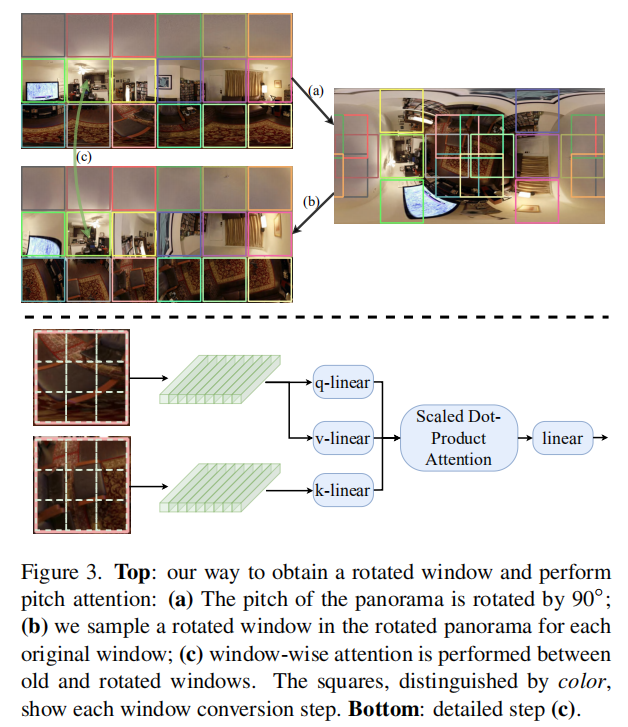 (a)
(c)
(b)
q-linear
v-linear
k-linear
Scaled Dot-
Product
Attention
linear
Figure 3. Top: our way to obtain a rotated window and perform
pitch attention: (a) The pitch of the panorama is rotated by 90°;
(b) we sample a rotated window in the rotated panorama for each
original window; (c) window-wise attention is performed between
old and rotated windows. The squares, distinguished by color,
show each window conversion step. Bottom: detailed step (c).